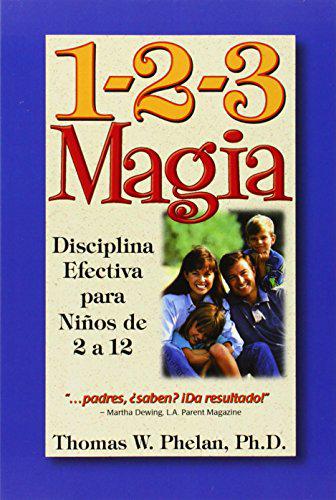 1-2-3
Magia
Disciplina
Efectiva
para
Niños de
2 a 12
"...padres, ¿saben? ¡Da resultado!"
– Martha Dewing, L.A. Parent Magazine
Thomas W. Phelan, Ph.D.